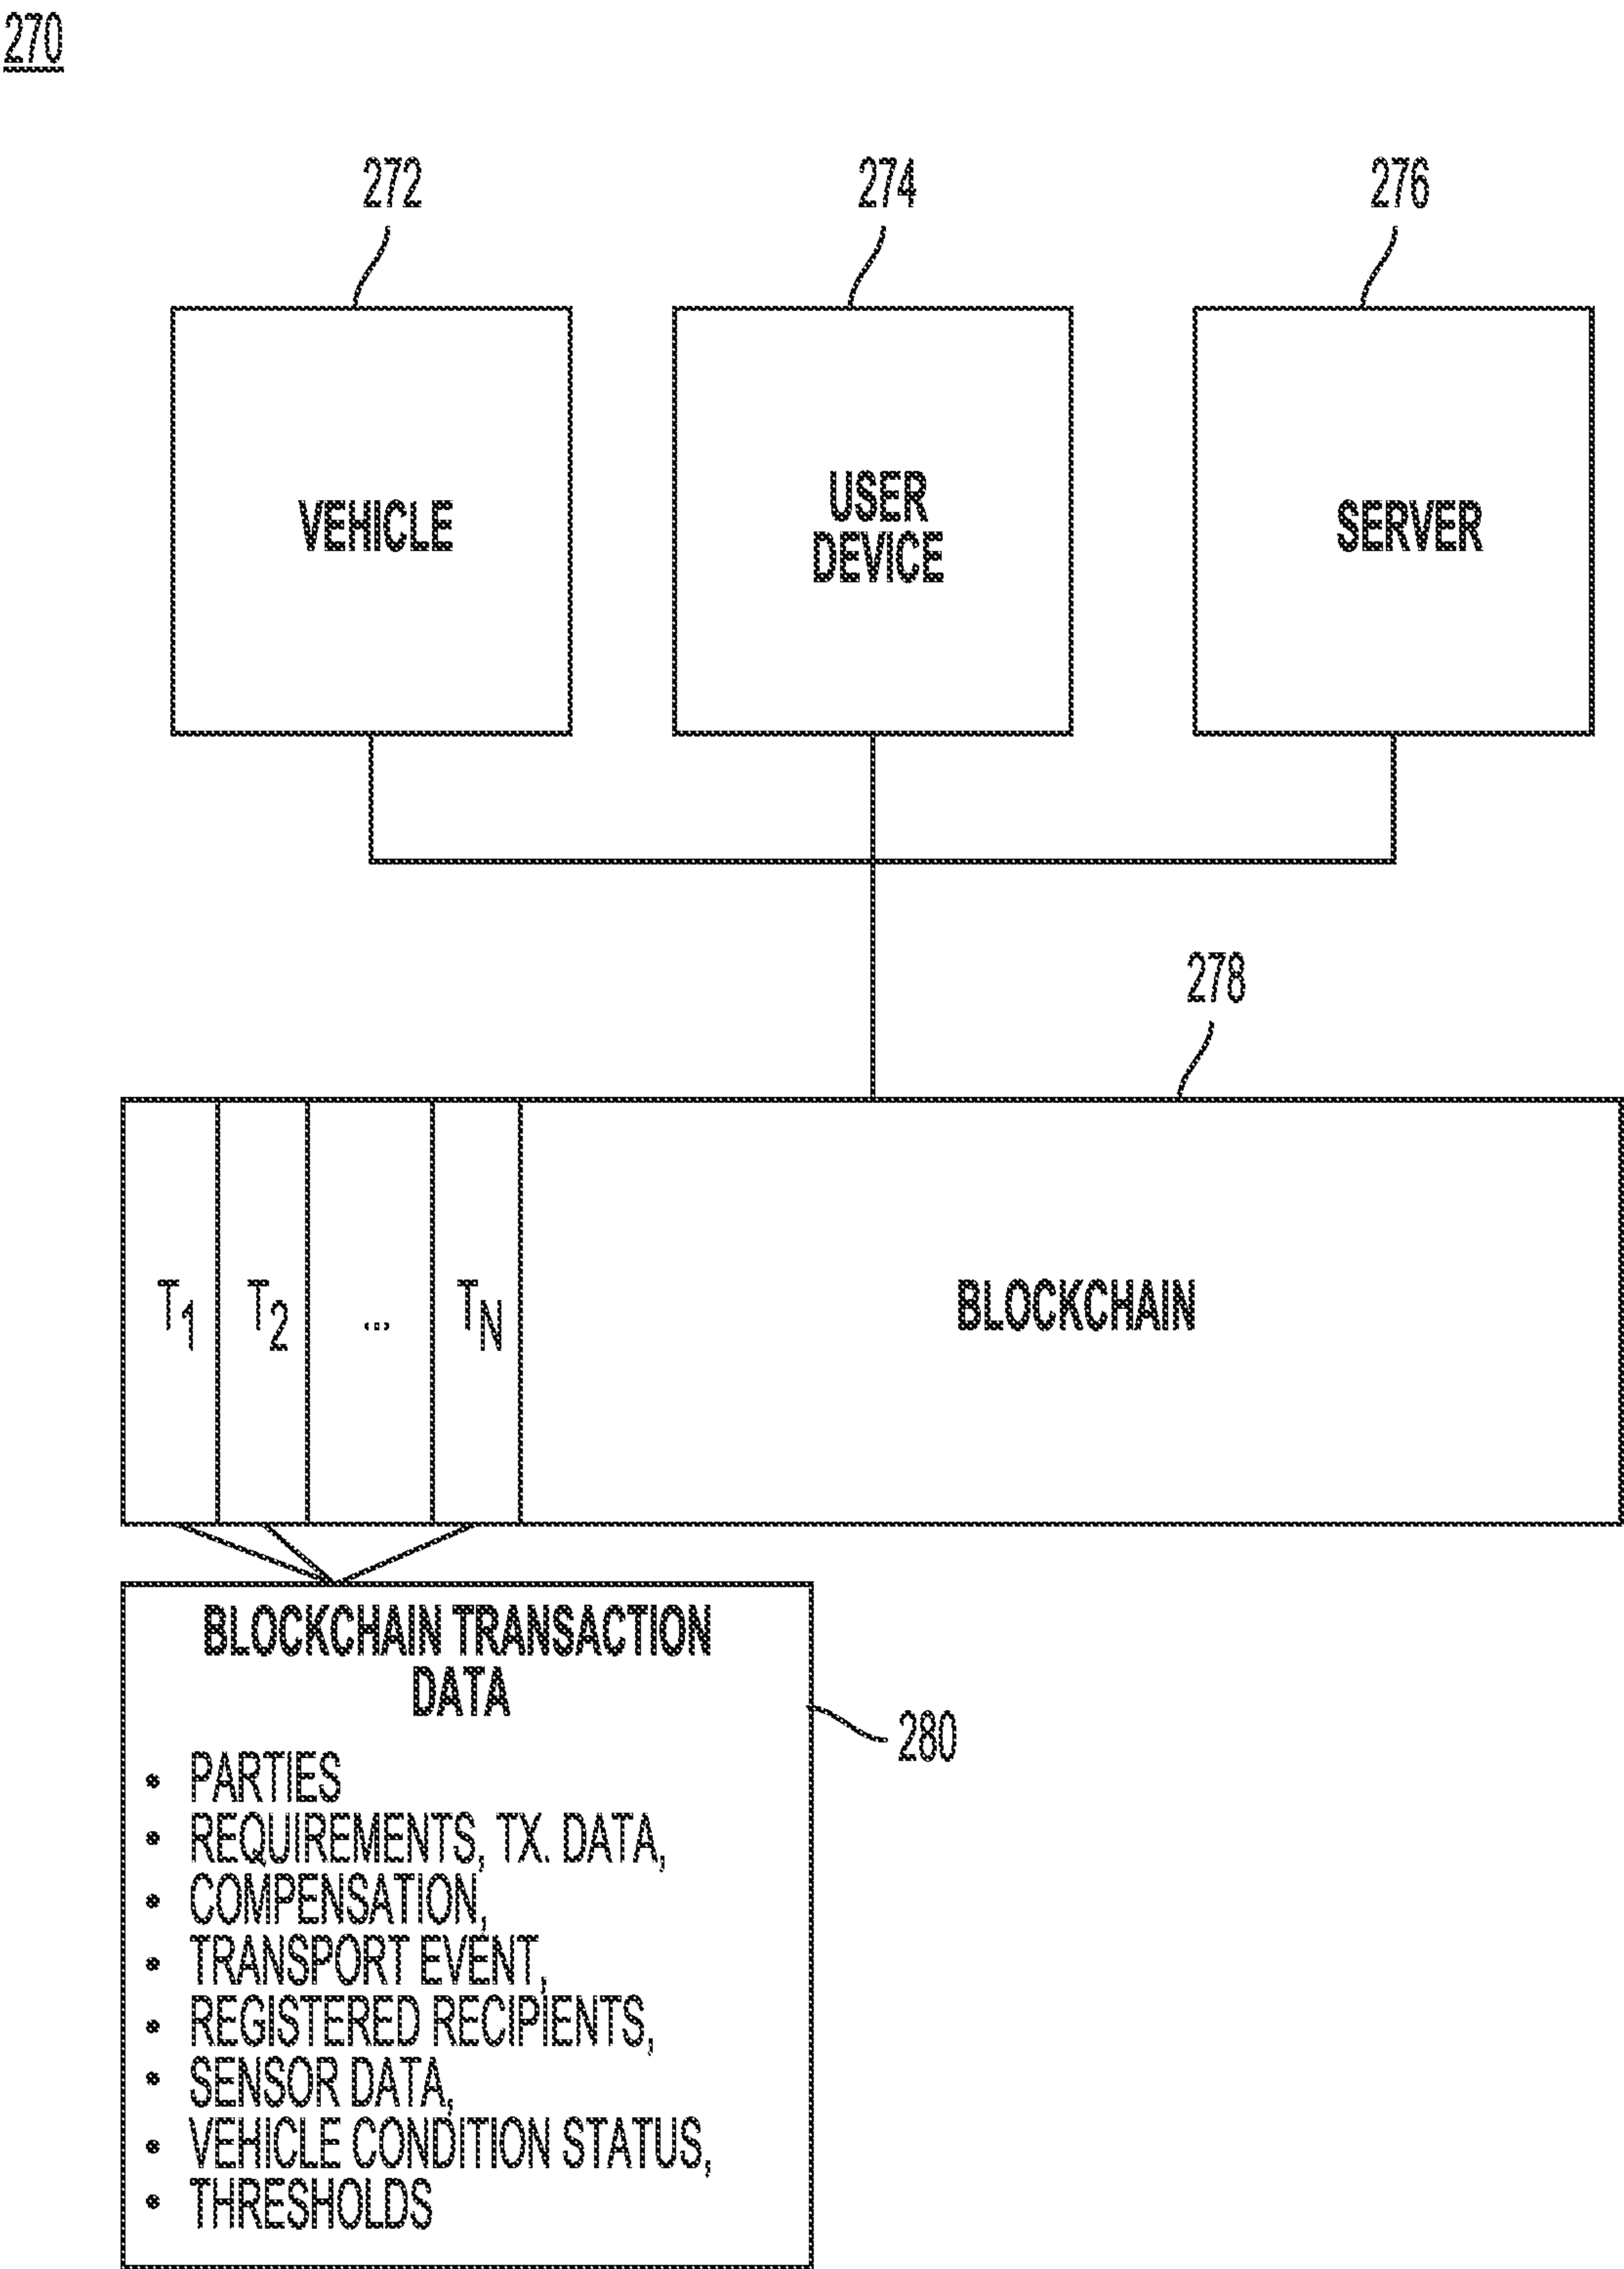 270
272
274
276
VEHICLE
USER
DEVICE
SERVER
278
T1
T2
...
TN
BLOCKCHAIN
BLOCKCHAIN TRANSACTION
DATA
280
• PARTIES
• REQUIREMENTS, TX. DATA,
• COMPENSATION,
• TRANSPORT EVENT,
• REGISTERED RECIPIENTS,
• SENSOR DATA,
• VEHICLE CONDITION STATUS,
• THRESHOLDS